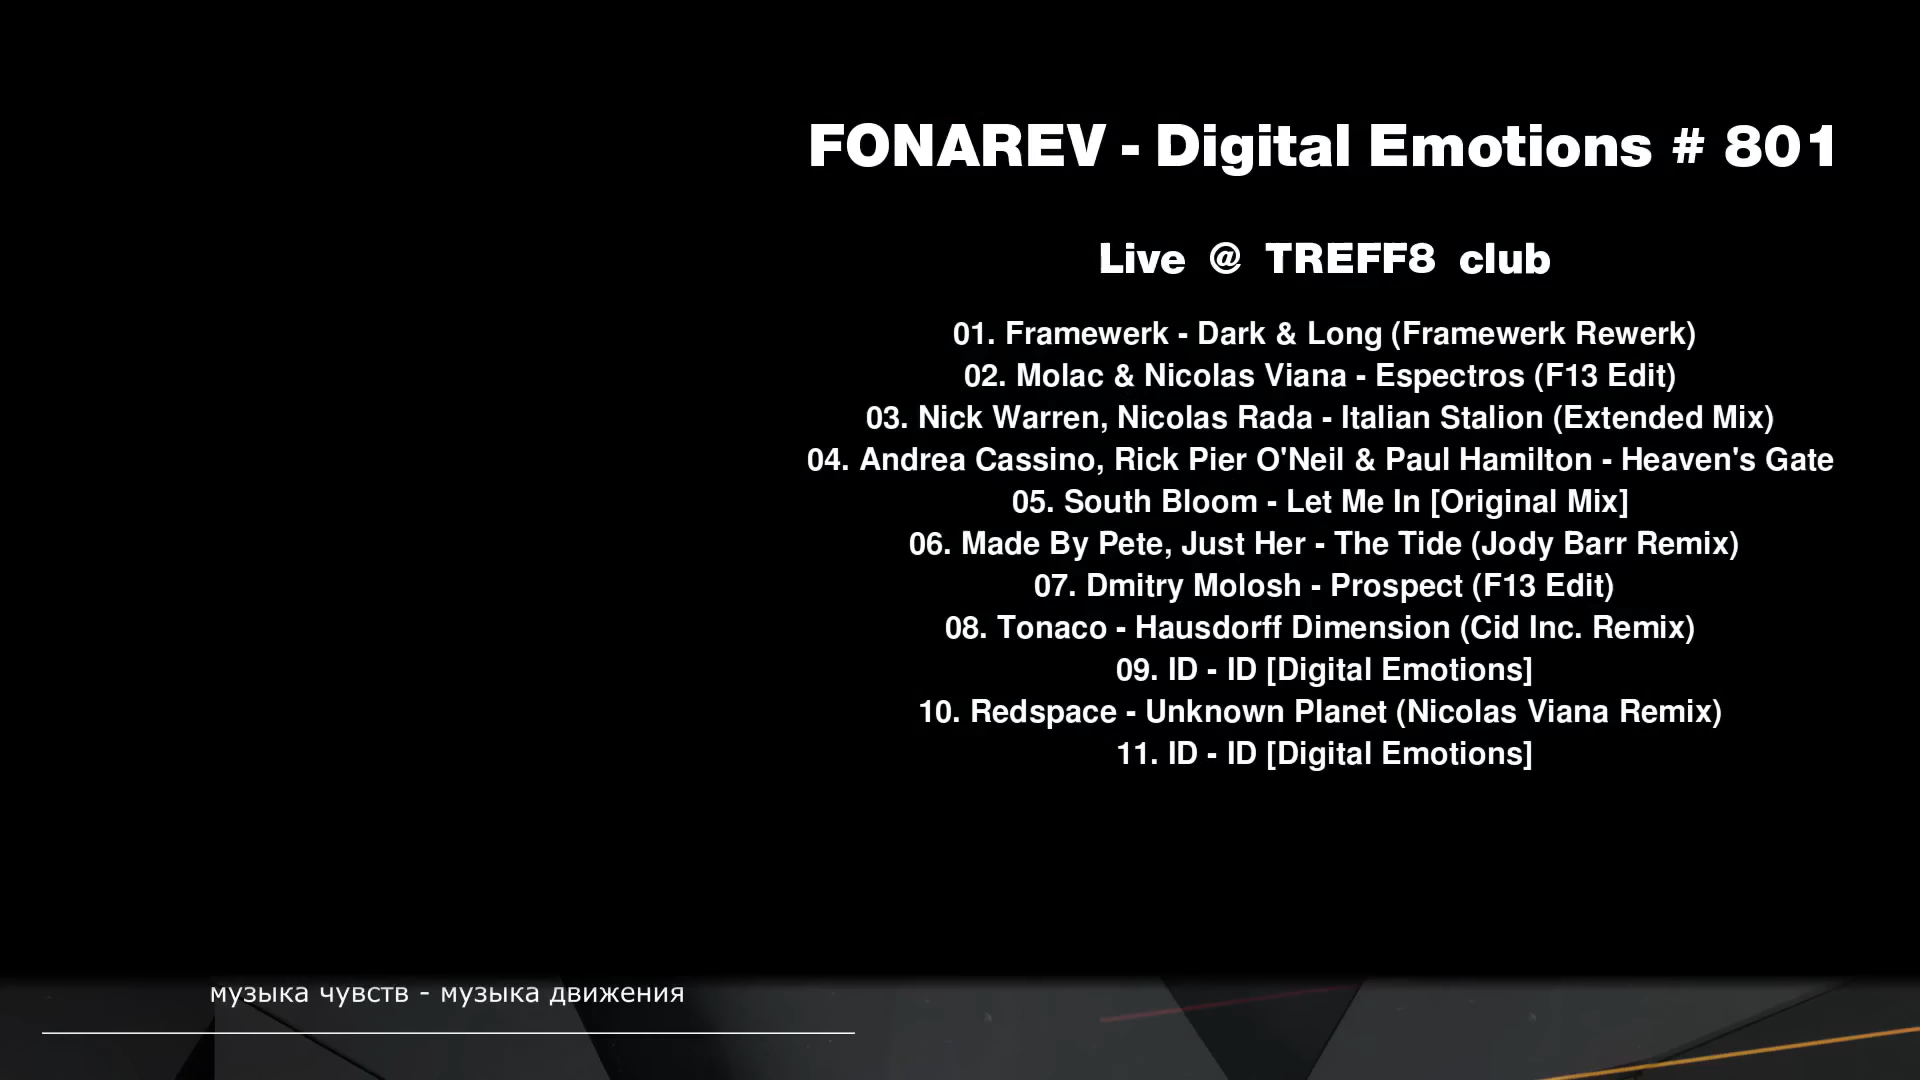 FONAREV - Digital Emotions # 801
Live @ TREFF8 club
01. Framewerk - Dark & Long (Framewerk Rewerk)
02. Molac & Nicolas Viana - Espectros (F13 Edit)
03. Nick Warren, Nicolas Rada - Italian Stalion (Extended Mix)
04. Andrea Cassino, Rick Pier O'Neil & Paul Hamilton - Heaven's Gate
05. South Bloom - Let Me In [Original Mix]
06. Made By Pete, Just Her - The Tide (Jody Barr Remix)
07. Dmitry Molosh - Prospect (F13 Edit)
08. Tonaco - Hausdorff Dimension (Cid Inc. Remix)
09. ID - ID [Digital Emotions]
10. Redspace - Unknown Planet (Nicolas Viana Remix)
11. ID - ID [Digital Emotions]
музыка чувств - музыка движения